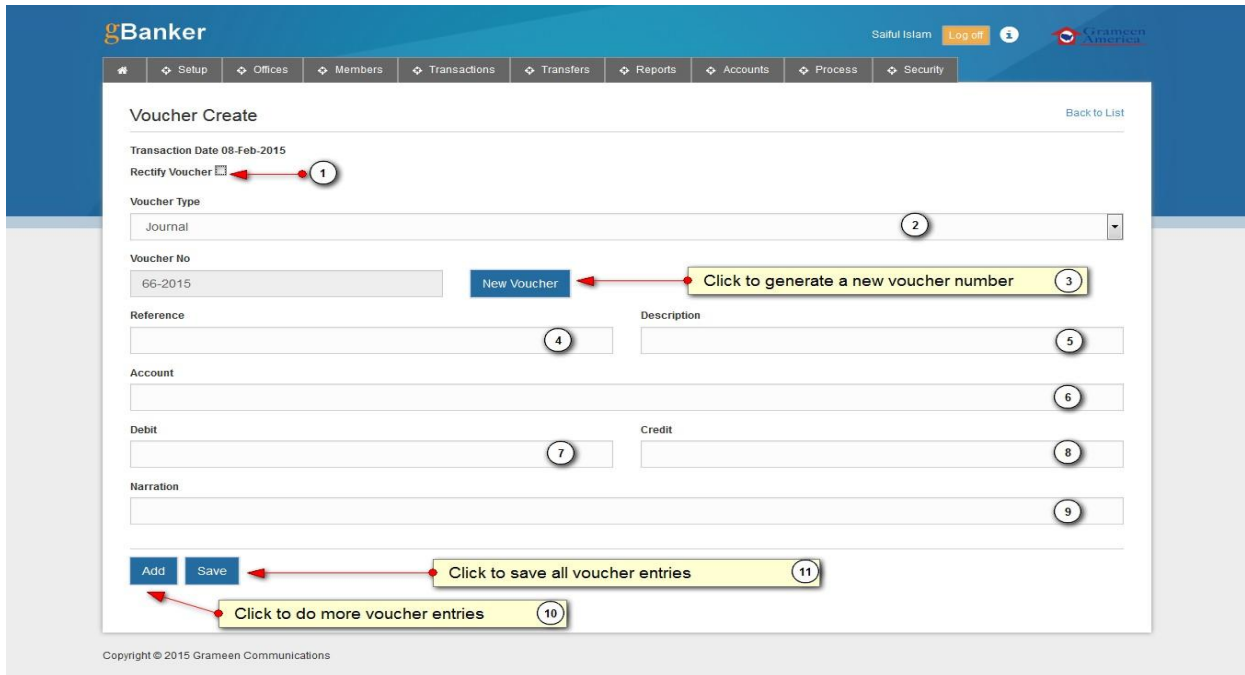 gBanker
Saiful Islam Log off i Grameen America
Setup Offices Members Transactions Transfers Reports Accounts Process Security
Voucher Create Back to List
Transaction Date 08-Feb-2015
Rectify Voucher 1
Voucher Type
Journal 2
Voucher No
66-2015 New Voucher Click to generate a new voucher number 3
Reference Description
4 5
Account
6
Debit Credit
7 8
Narration
9
Add Save Click to save all voucher entries 11
Click to do more voucher entries 10
Copyright © 2015 Grameen Communications